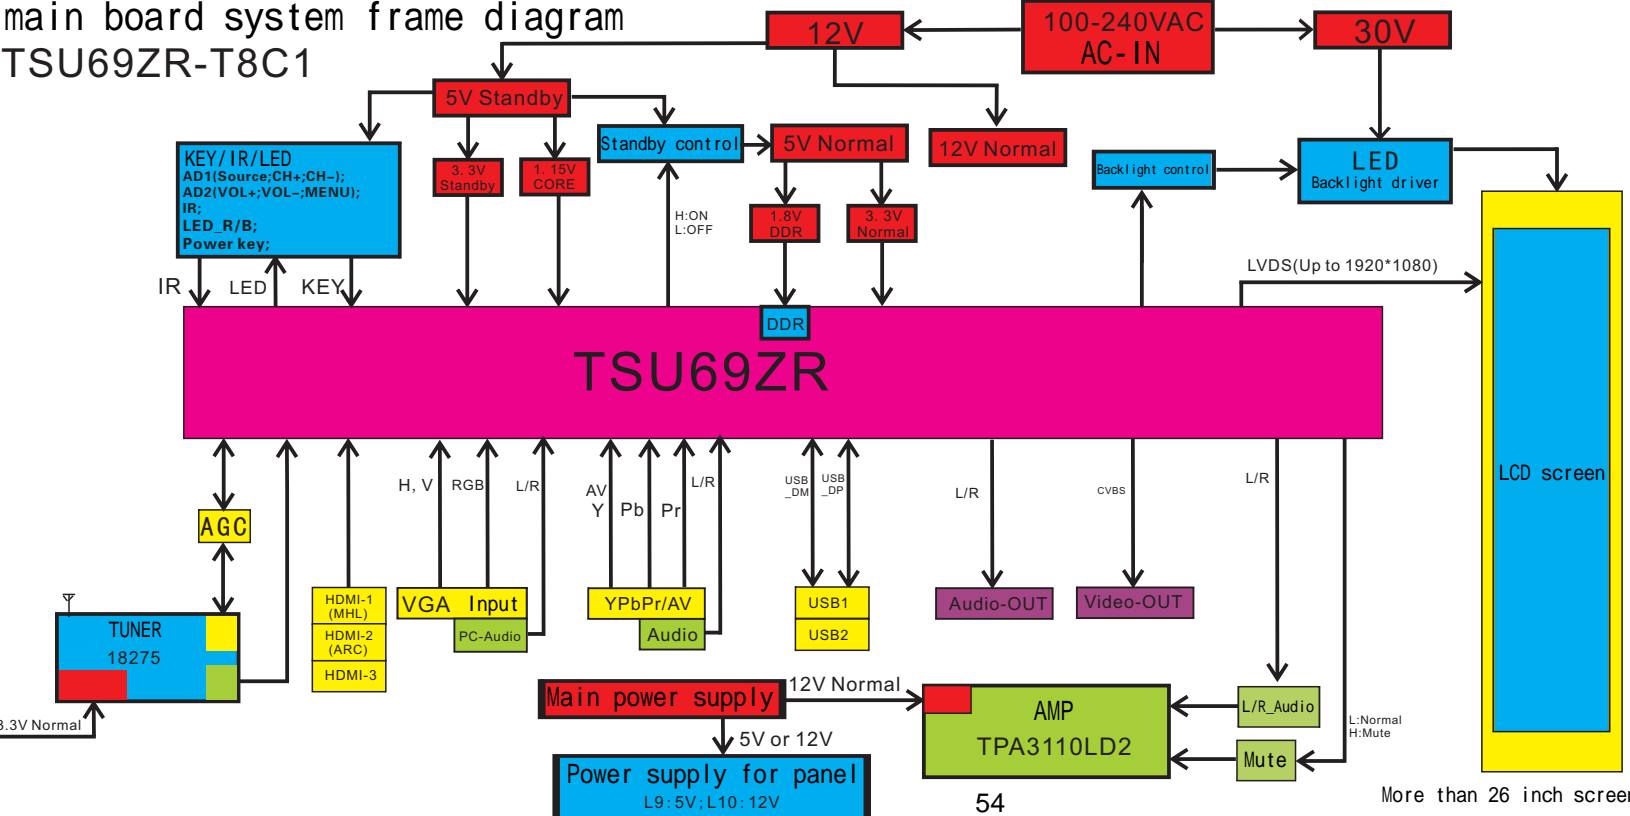 main board system frame diagram
TSU69ZR-T8C1
12V
100-240VAC
AC-IN
30V
5V Standby
KEY/IR/LED
AD1(Source;CH+;CH-);
AD2(VOL+;VOL-;MENU);
IR;
LED_R/B;
Power key;
3.3V
Standby
1.15V
CORE
Standby control
5V Normal
12V Normal
1.8V
DDR
3.3V
Normal
H:ON
L:OFF
Backlight control
LED
Backlight driver
LVDS(Up to 1920*1080)
IR
LED
KEY
DDR
TSU69ZR
LCD screen
AGC
H, V
RGB
L/R
AV
Y
Pb
Pr
L/R
USB
_DM
USB
_DP
L/R
CVBS
L/R
TUNER
18275
3.3V Normal
HDMI-1
(MHL)
HDMI-2
(ARC)
HDMI-3
VGA Input
PC-Audio
YPbPr/AV
Audio
USB1
USB2
Audio-OUT
Video-OUT
Main power supply
12V Normal
5V or 12V
Power supply for panel
L9:5V;L10:12V
AMP
TPA3110LD2
L/R_Audio
Mute
L:Normal
H:Mute
54
More than 26 inch screen